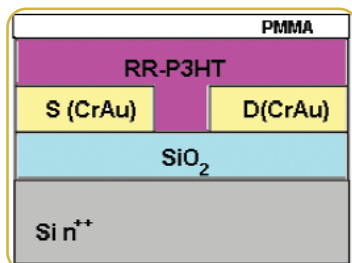 PMMA
RR-P3HT
S (CrAu) D(CrAu)
SiO₂
Si n⁺⁺